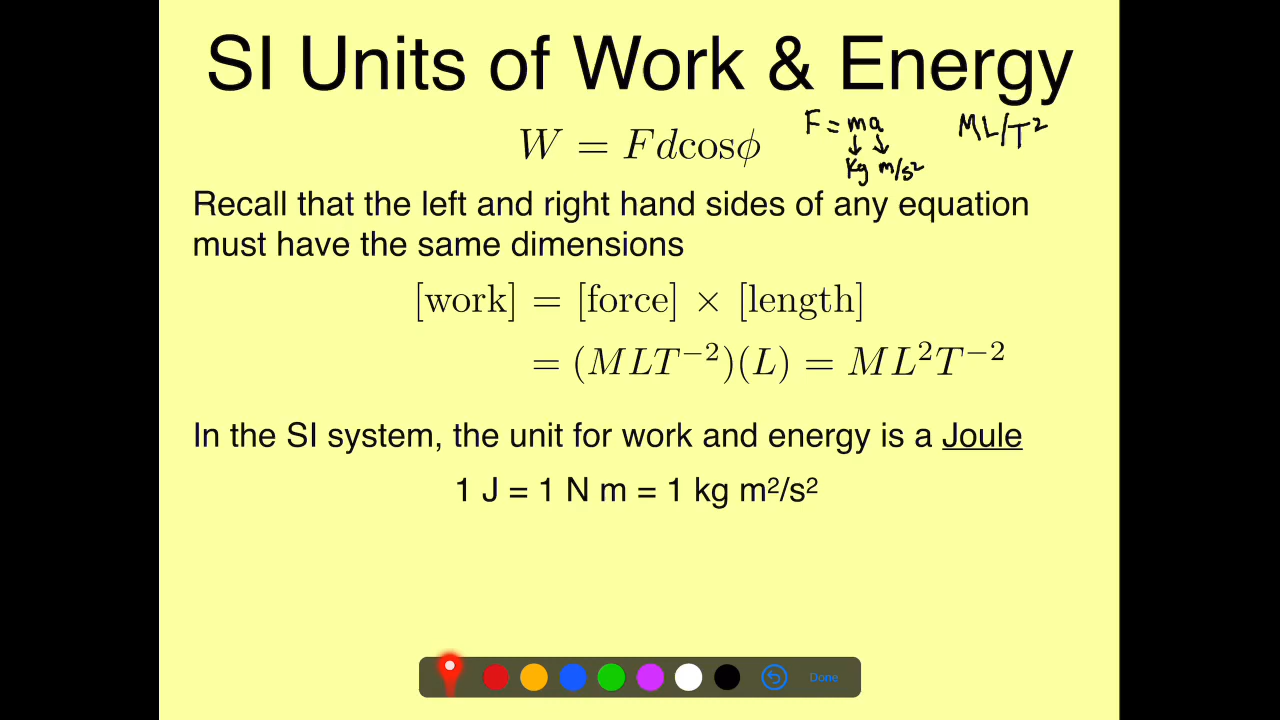 SI Units of Work & Energy
W = Fdcosϕ
F = ma
ML/T²
kg m/s²
Recall that the left and right hand sides of any equation
must have the same dimensions
[work] = [force] × [length]
= (MLT⁻²)(L) = ML²T⁻²
In the SI system, the unit for work and energy is a Joule
1 J = 1 N m = 1 kg m²/s²
Done